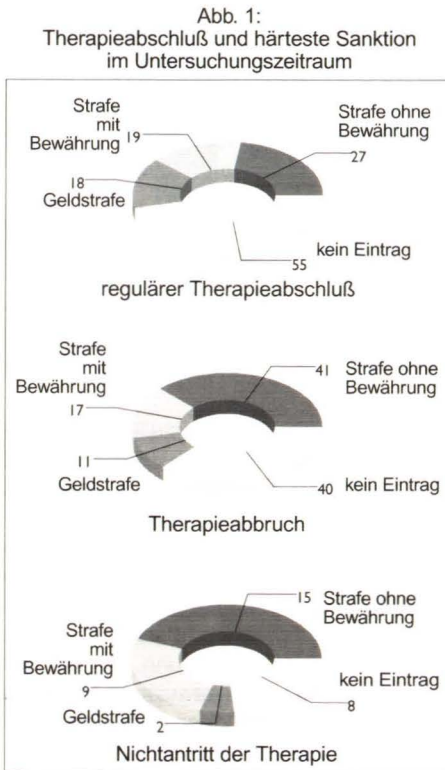 Abb. 1:
Therapieabschluß und härteste Sanktion
im Untersuchungszeitraum
Strafe
mit
Bewährung
19
Strafe ohne
Bewährung
27
18
Geldstrafe
kein Eintrag
55
regulärer Therapieabschluß
Strafe
mit
Bewährung
17
41 Strafe ohne
Bewährung
11
Geldstrafe
40 kein Eintrag
Therapieabbruch
15 Strafe ohne
Bewährung
Strafe
mit
Bewährung
9
kein Eintrag
8
Geldstrafe
2
Nichtantritt der Therapie